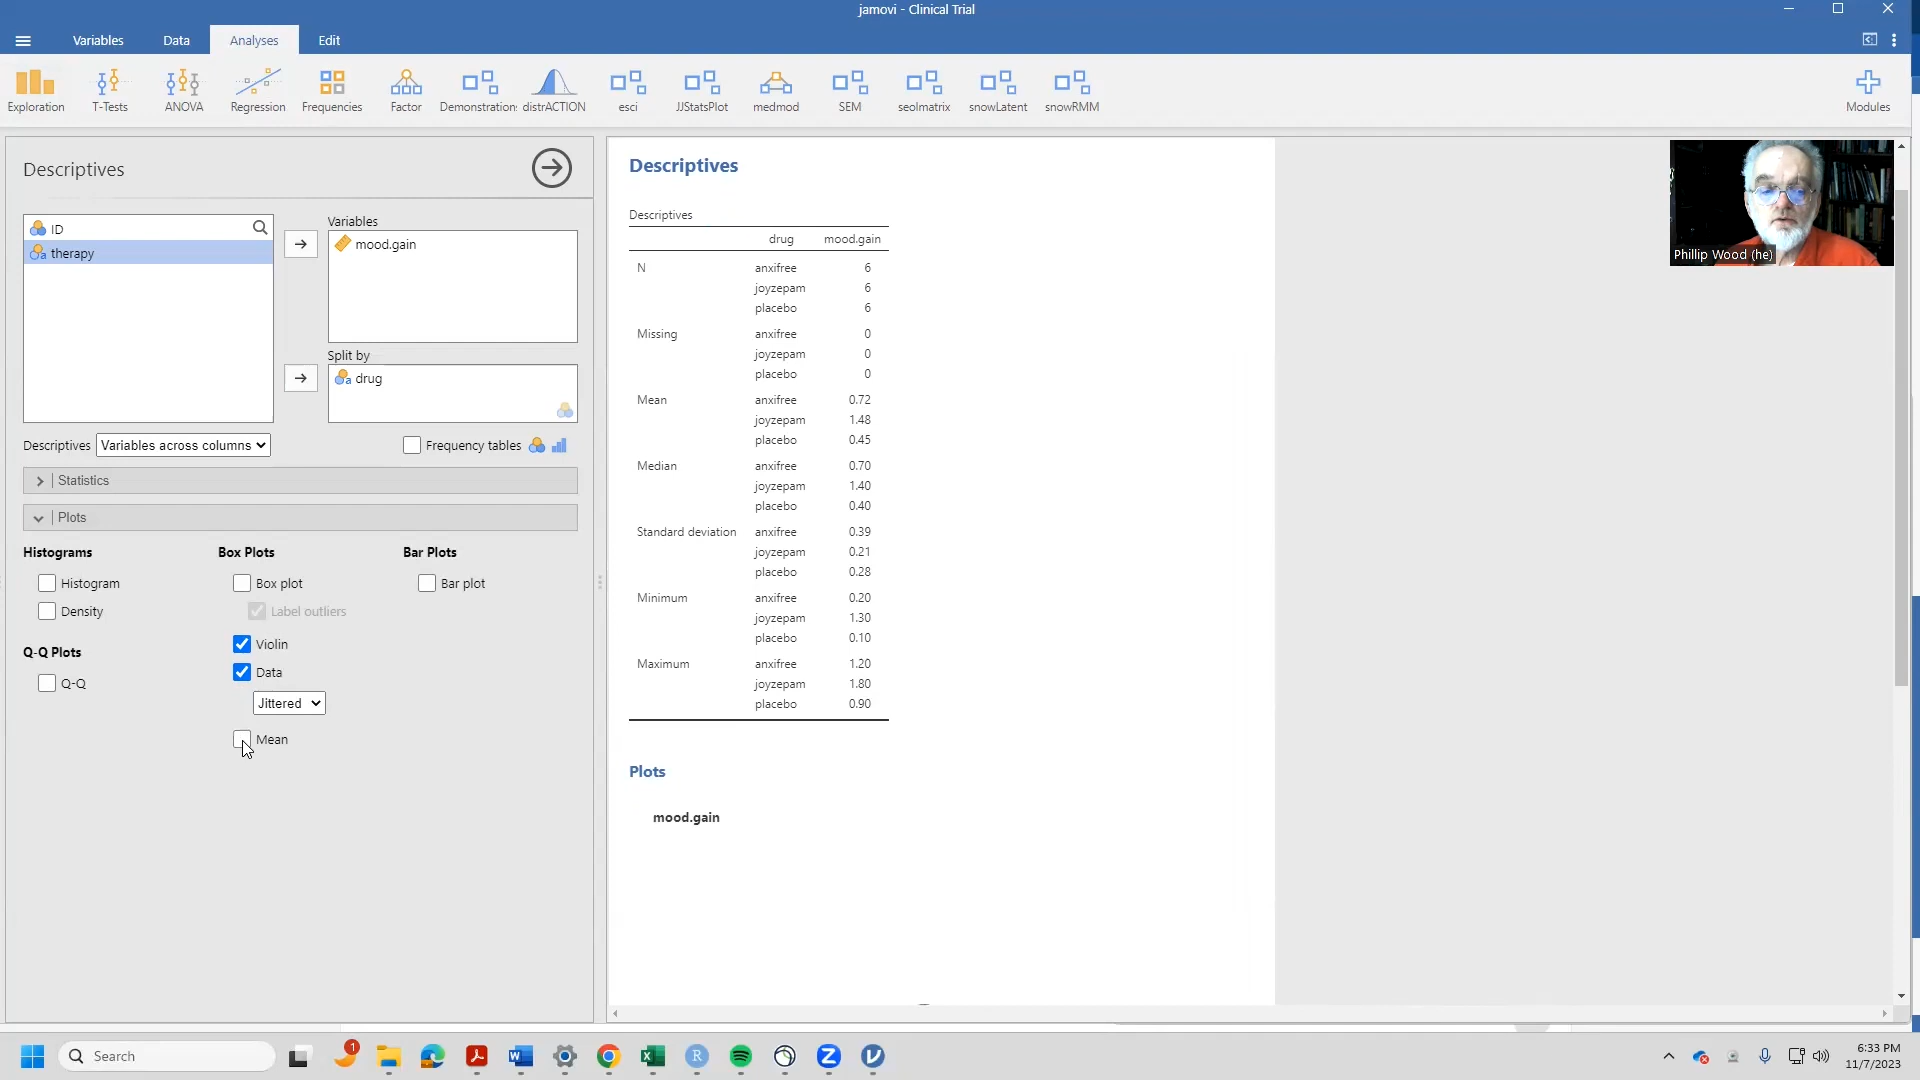 jamovi - Clinical Trial
Variables Data Analyses Edit
Exploration T-Tests ANOVA Regression Frequencies Factor Demonstrations distrACTION esci JJStatsPlot medmod SEM seolmatrix snowLatent snowRMM Modules
Descriptives
ID
therapy
Variables
mood.gain
Split by
drug
Descriptives Variables across columns Frequency tables
Statistics
Plots
Histograms Box Plots Bar Plots
Histogram Box plot Bar plot
Density Label outliers
Violin
Q-Q Plots
Data
Q-Q
Jittered
Mean
Descriptives
Descriptives
drug mood.gain
N anxifree 6
joyzepam 6
placebo 6
Missing anxifree 0
joyzepam 0
placebo 0
Mean anxifree 0.72
joyzepam 1.48
placebo 0.45
Median anxifree 0.70
joyzepam 1.40
placebo 0.40
Standard deviation anxifree 0.39
joyzepam 0.21
placebo 0.28
Minimum anxifree 0.20
joyzepam 1.30
placebo 0.10
Maximum anxifree 1.20
joyzepam 1.80
placebo 0.90
Plots
mood.gain
Phillip Wood (he)
Search
1
6:33 PM
11/7/2023